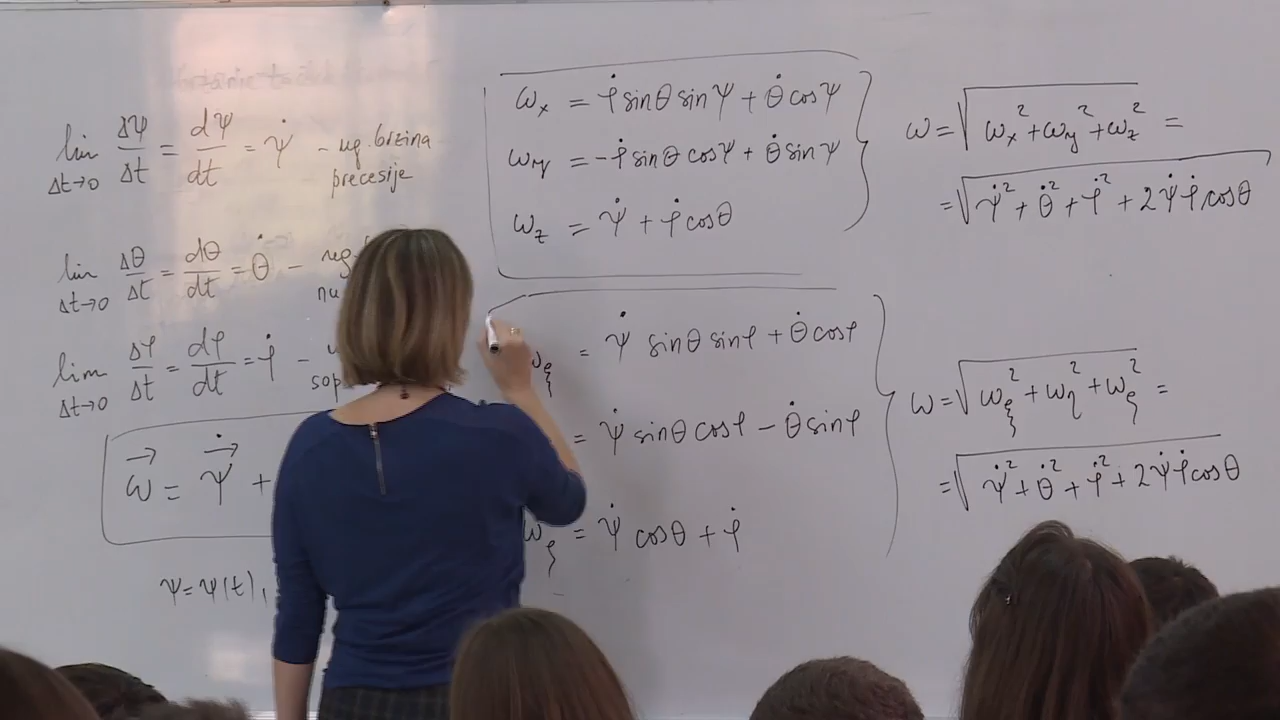 lim Δt→0 Δψ/Δt = dψ/dt = ψ̇ - ug. brzina
precesije
lim Δt→0 Δθ/Δt = dθ/dt = θ̇ -
lim Δt→0 Δφ/Δt = dφ/dt = φ̇ -
ω⃗ = ψ̇⃗ +
ψ = ψ(t),
ωx = φ̇ sinθ sinψ + θ̇ cosψ
ωy = -φ̇ sinθ cosψ + θ̇ sinψ
ωz = ψ̇ + φ̇ cosθ
ωξ = ψ̇ sinθ sinφ + θ̇ cosφ
= ψ̇ sinθ cosφ - θ̇ sinφ
ωζ = ψ̇ cosθ + φ̇
ω = √(ωx² + ωy² + ωz²) =
= √(ψ̇² + θ̇² + φ̇² + 2ψ̇φ̇ cosθ)
ω = √(ωξ² + ωη² + ωζ²) =
= √(ψ̇² + θ̇² + φ̇² + 2ψ̇φ̇ cosθ)